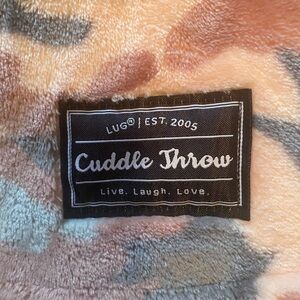 LUG® | EST. 2005
Cuddle Throw
Live. Laugh. Love.